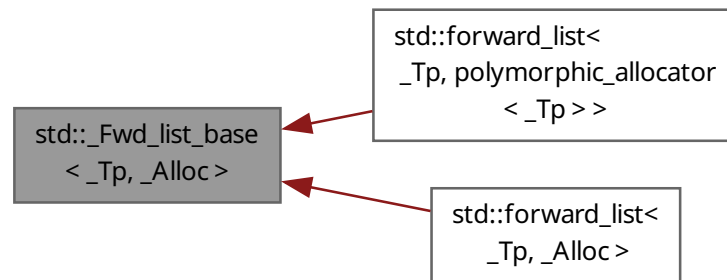 std::_Fwd_list_base
< _Tp, _Alloc >
std::forward_list<
_Tp, polymorphic_allocator
< _Tp > >
std::forward_list<
_Tp, _Alloc >